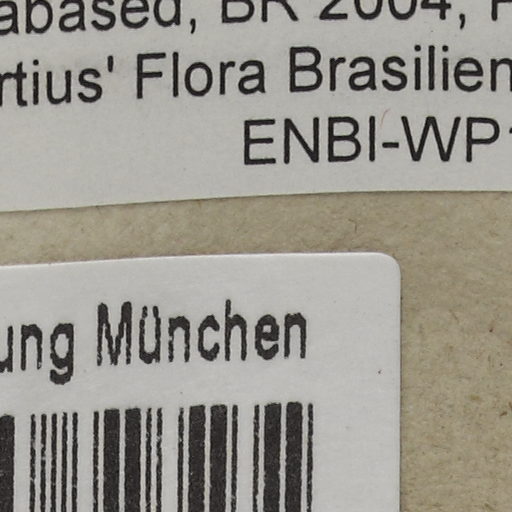 abased, BR 2004,
rtius' Flora Brasilien
ENBI-WP
ung München